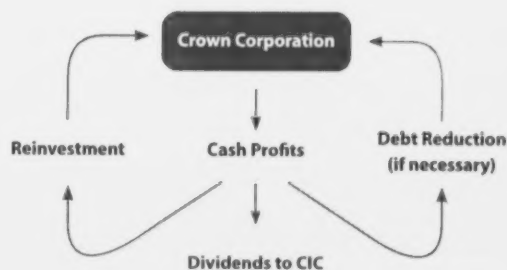 Crown Corporation
Reinvestment
Cash Profits
Debt Reduction
(if necessary)
Dividends to CIC